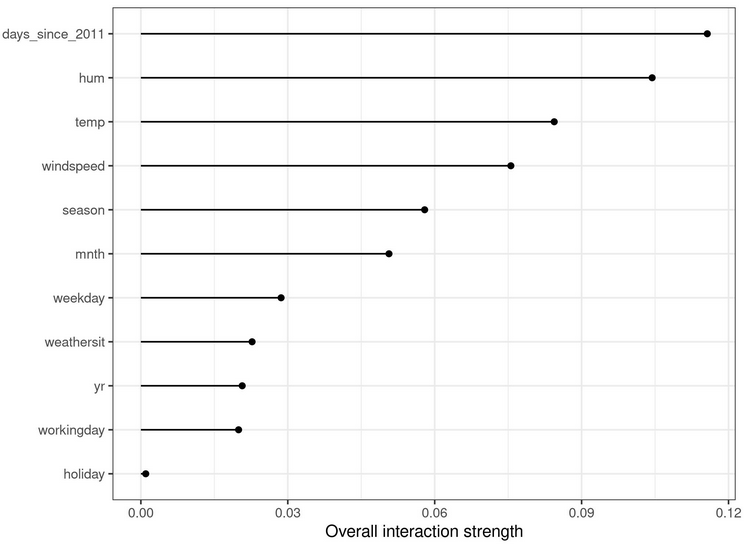 days_since_2011
hum
temp
windspeed
season
mnth
weekday
weathersit
yr
workingday
holiday
0.00 0.03 0.06 0.09 0.12
Overall interaction strength